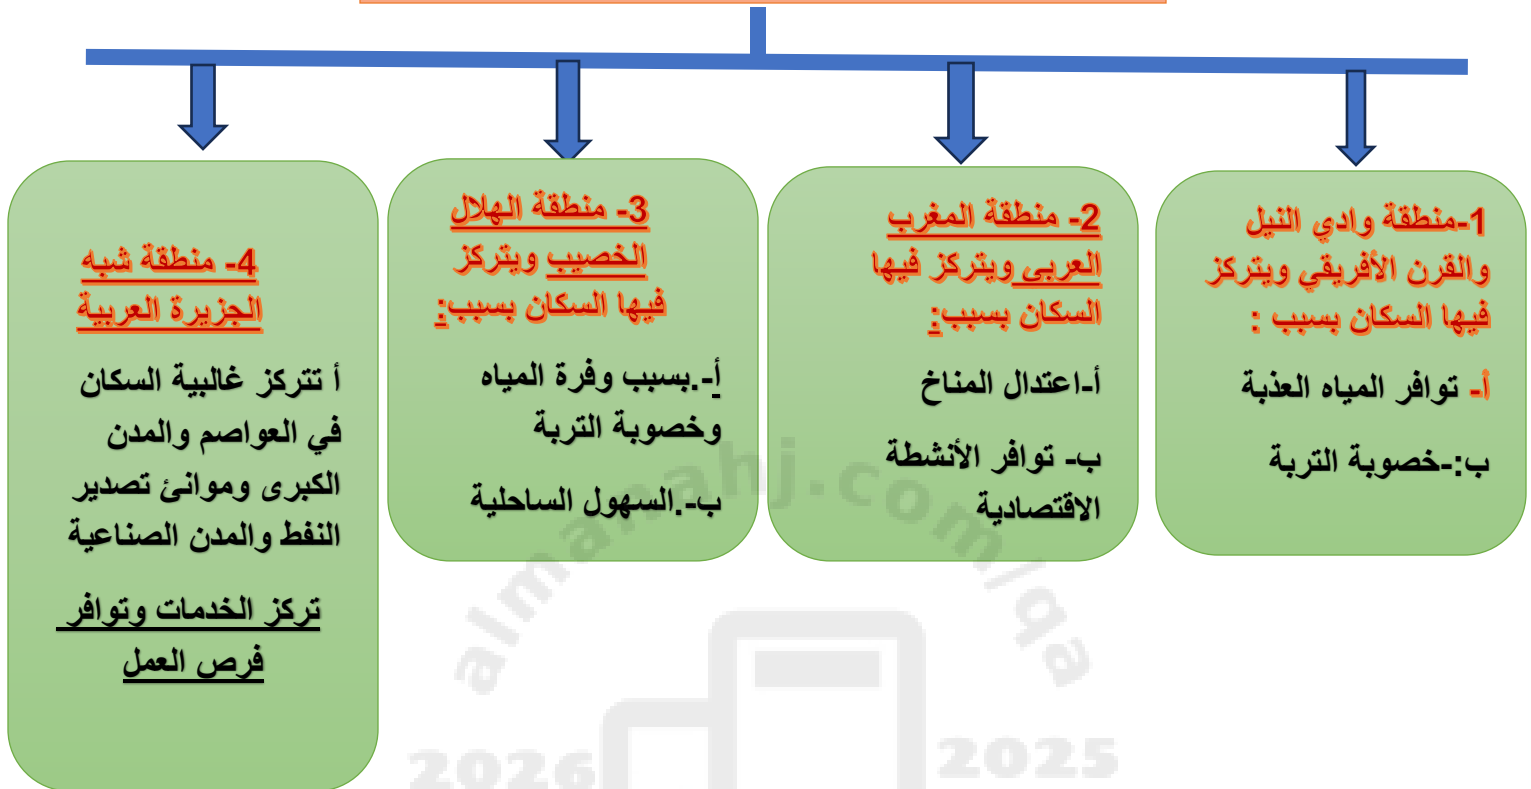 1-منطقة وادي النيل
والقرن الأفريقي ويتركز
فيها السكان بسبب :
أ- توافر المياه العذبة
ب:-خصوبة التربة
2- منطقة المغرب
العربي ويتركز فيها
السكان بسبب:
أ-اعتدال المناخ
ب- توافر الأنشطة
الاقتصادية
3- منطقة الهلال
الخصيب ويتركز
فيها السكان بسبب:
أ-.بسبب وفرة المياه
وخصوبة التربة
ب-.السهول الساحلية
4- منطقة شبه
الجزيرة العربية
أ تتركز غالبية السكان
في العواصم والمدن
الكبرى وموانئ تصدير
النفط والمدن الصناعية
تركز الخدمات وتوافر
فرص العمل
almanahj.com/qa
2026 2025